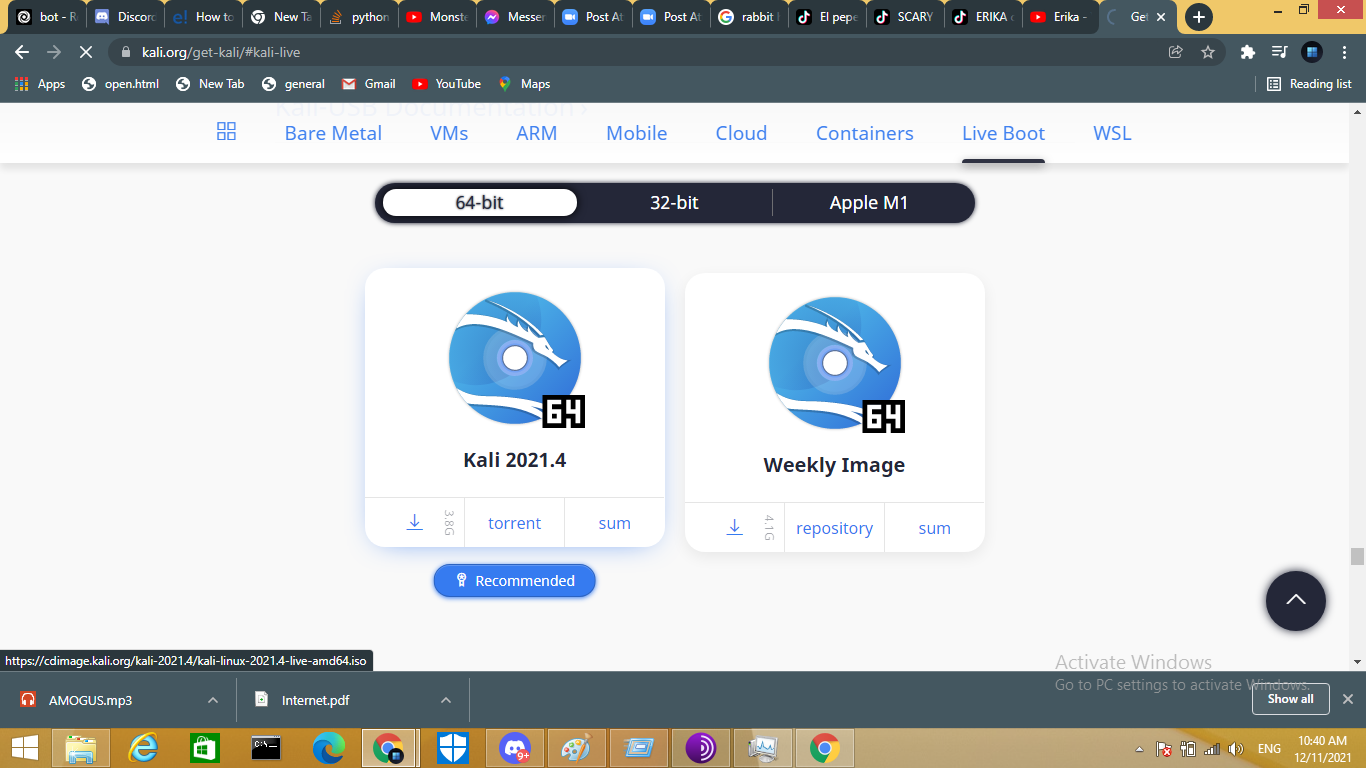 bot - R
Discord
How to
New Ta
python
Monste
Messen
Post At
Post At
rabbit h
El pepe
SCARY
ERIKA
Erika -
Get
kali.org/get-kali/#kali-live
Apps
open.html
New Tab
general
Gmail
YouTube
Maps
Reading list
Kali-USB Documentation
Bare Metal
VMs
ARM
Mobile
Cloud
Containers
Live Boot
WSL
64-bit
32-bit
Apple M1
64
64
Kali 2021.4
Weekly Image
3.8G
torrent
sum
4.1G
repository
sum
Recommended
https://cdimage.kali.org/kali-2021.4/kali-linux-2021.4-live-amd64.iso
Activate Windows
Go to PC settings to activate Windows.
AMOGUS.mp3
Internet.pdf
Show all
C:\_
9+
ENG
10:40 AM
12/11/2021